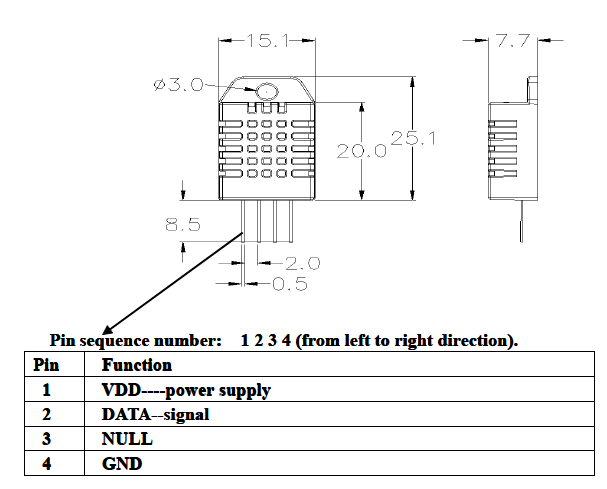 15.1
7.7
ø3.0
20.0
25.1
8.5
2.0
0.5
Pin sequence number: 1 2 3 4 (from left to right direction).
Pin Function
1 VDD----power supply
2 DATA--signal
3 NULL
4 GND